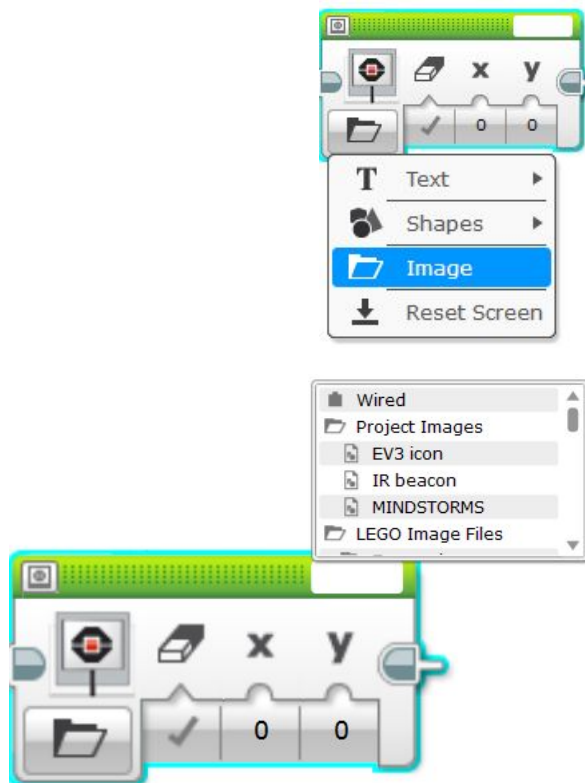 x y
0 0
T Text
Shapes
Image
Reset Screen
Wired
Project Images
EV3 icon
IR beacon
MINDSTORMS
LEGO Image Files
x y
0 0